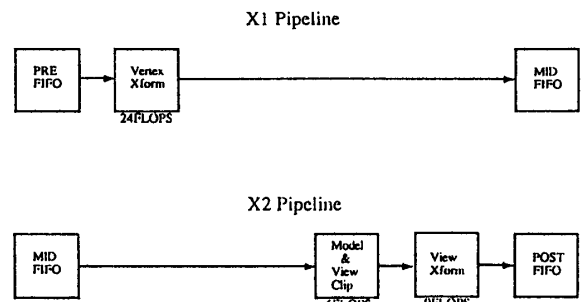 X1 Pipeline
PRE
FIFO
Vertex
Xform
MID
FIFO
24FLOPS
X2 Pipeline
MID
FIFO
Model
&
View
Clip
View
Xform
POST
FIFO